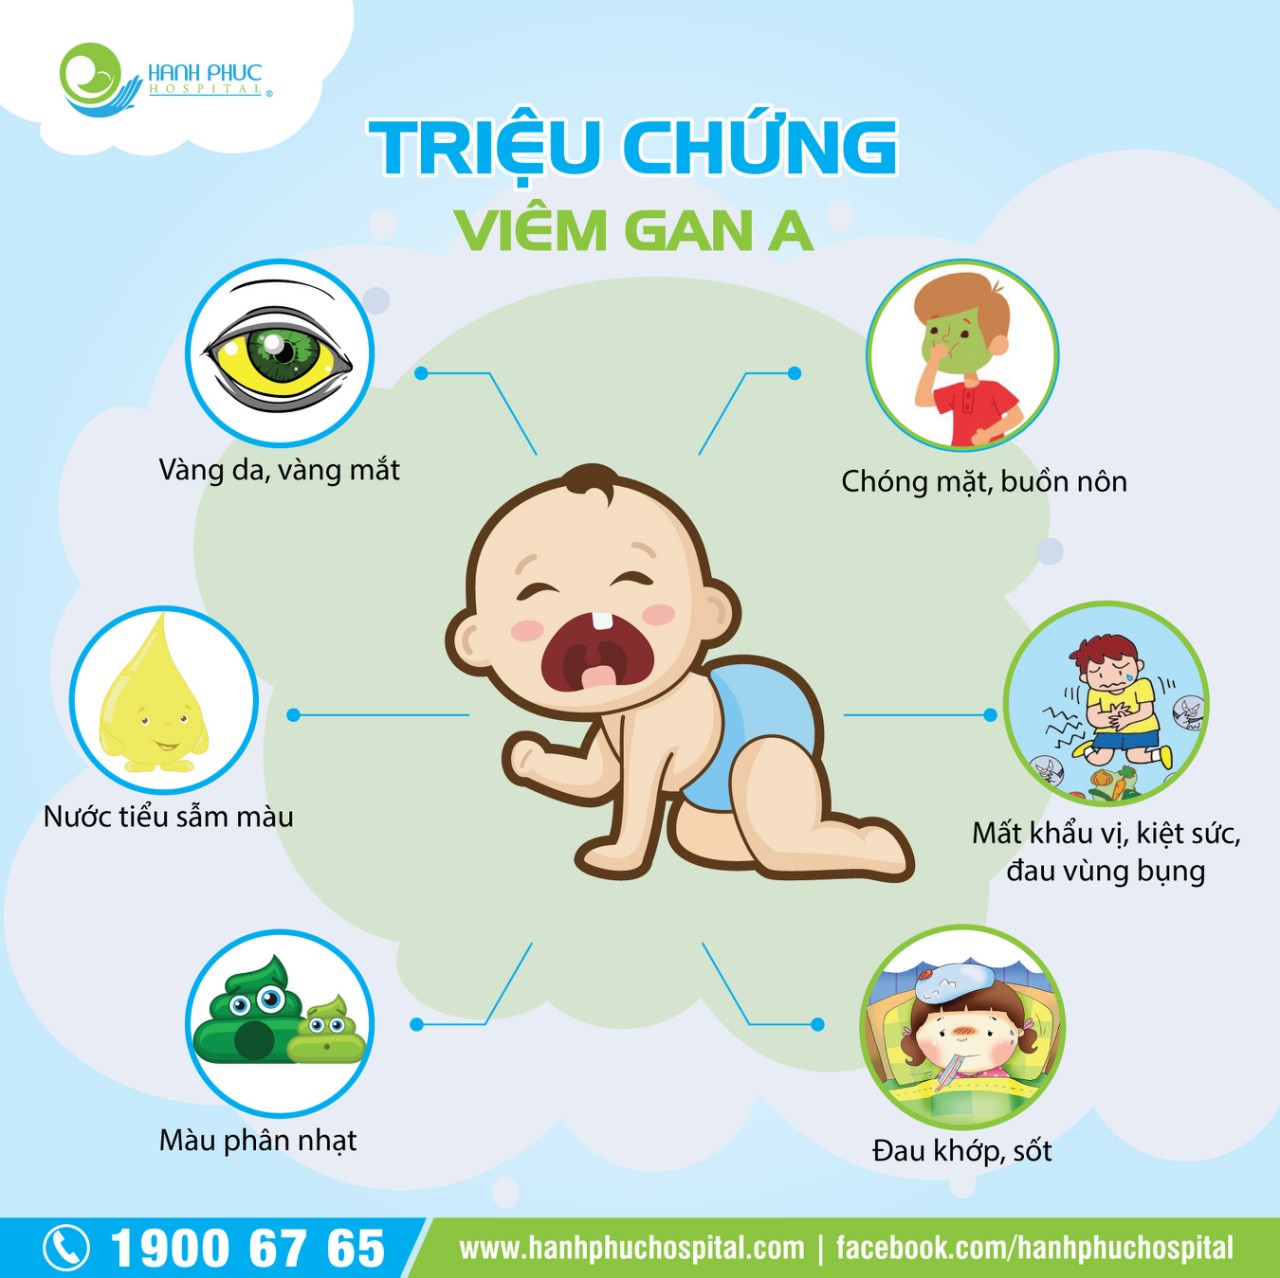 HANH PHUC
HOSPITAL®
TRIỆU CHỨNG
VIÊM GAN A
Vàng da, vàng mắt
Chóng mặt, buồn nôn
Nước tiểu sẫm màu
Mất khẩu vị, kiệt sức,
đau vùng bụng
Màu phân nhạt
Đau khớp, sốt
1900 67 65
www.hanhphuchospital.com | facebook.com/hanhphuchospital